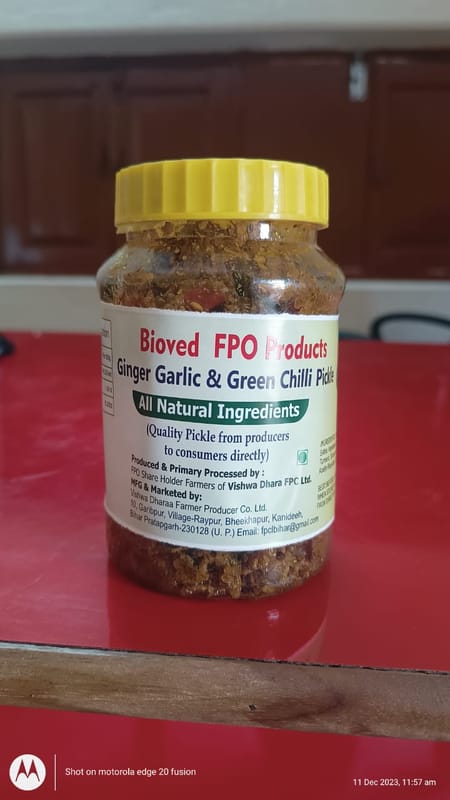 Bioved FPO Products
Ginger Garlic & Green Chilli Pickle
All Natural Ingredients
(Quality Pickle from producers
to consumers directly)
Produced & Primary Processed by :
FPO Share Holder Farmers of Vishwa Dhara FPC Ltd.
MFG & Marketed by:
Vishwa Dharaa Farmer Producer Co. Ltd.
90, Garibpur, Village-Raypur, Bheekhapur, Kanideeh,
Bihar Pratapgarh-230128 (U. P.) Email: fpclbihar@gmail.com
Shot on motorola edge 20 fusion
11 Dec 2023, 11:57 am